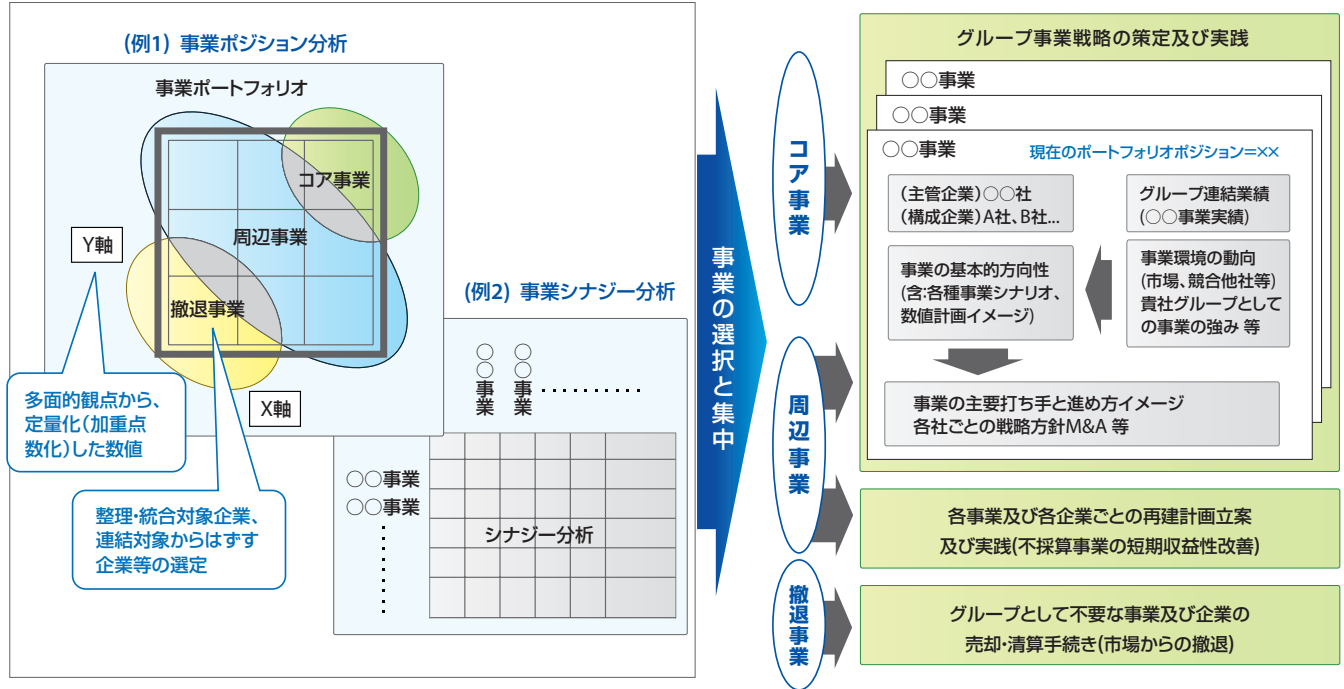 (例1) 事業ポジション分析
事業ポートフォリオ
コア事業
周辺事業
撤退事業
Y軸
X軸
多面的観点から、
定量化(加重点
数化)した数値
整理・統合対象企業、
連結対象からはずす
企業等の選定
(例2) 事業シナジー分析
○○事業
○○事業
‥‥‥‥‥
○○事業
○○事業
シナジー分析
事業の選択と集中
コア事業
周辺事業
撤退事業
グループ事業戦略の策定及び実践
○○事業
○○事業
○○事業
現在のポートフォリオポジション=××
(主管企業)○○社
(構成企業)A社、B社...
グループ連結業績
(○○事業実績)
事業の基本的方向性
(含:各種事業シナリオ、
数値計画イメージ)
事業環境の動向
(市場、競合他社等)
貴社グループとして
の事業の強み 等
事業の主要打ち手と進め方イメージ
各社ごとの戦略方針M&A 等
各事業及び各企業ごとの再建計画立案
及び実践(不採算事業の短期収益性改善)
グループとして不要な事業及び企業の
売却・清算手続き(市場からの撤退)